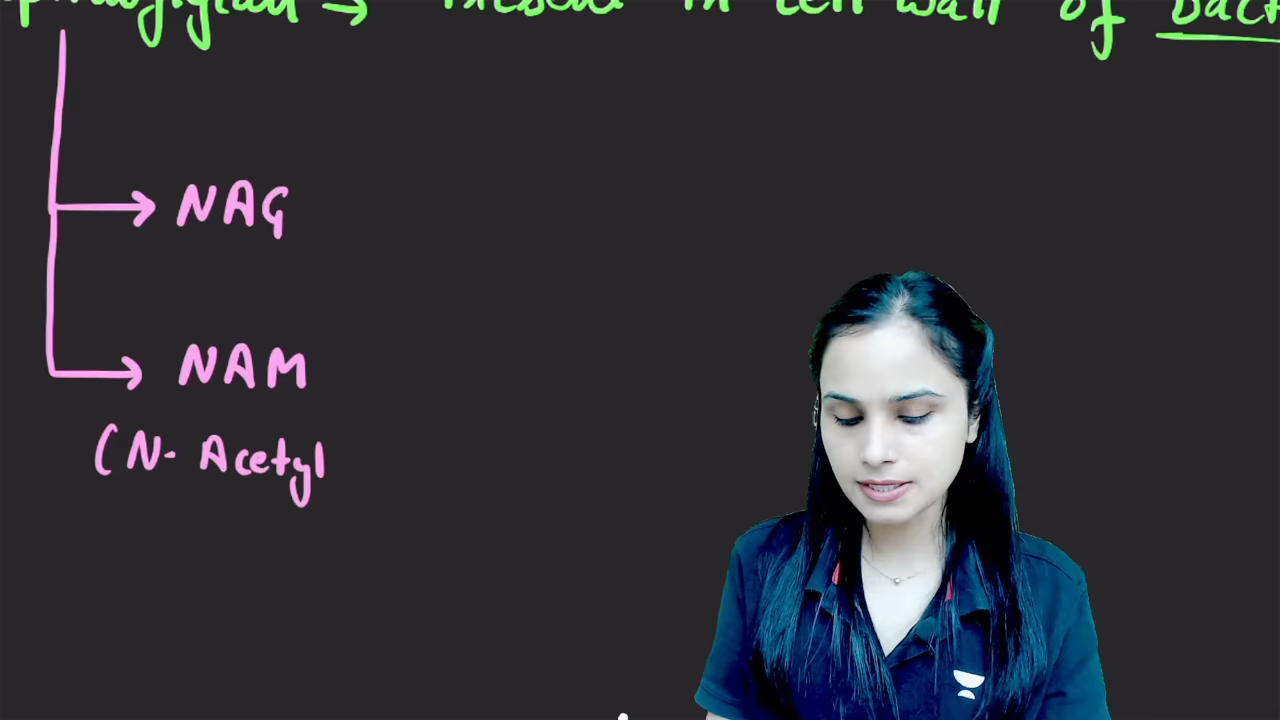 → Present in cell wall of
→ NAG
→ NAM
(N- Acetyl